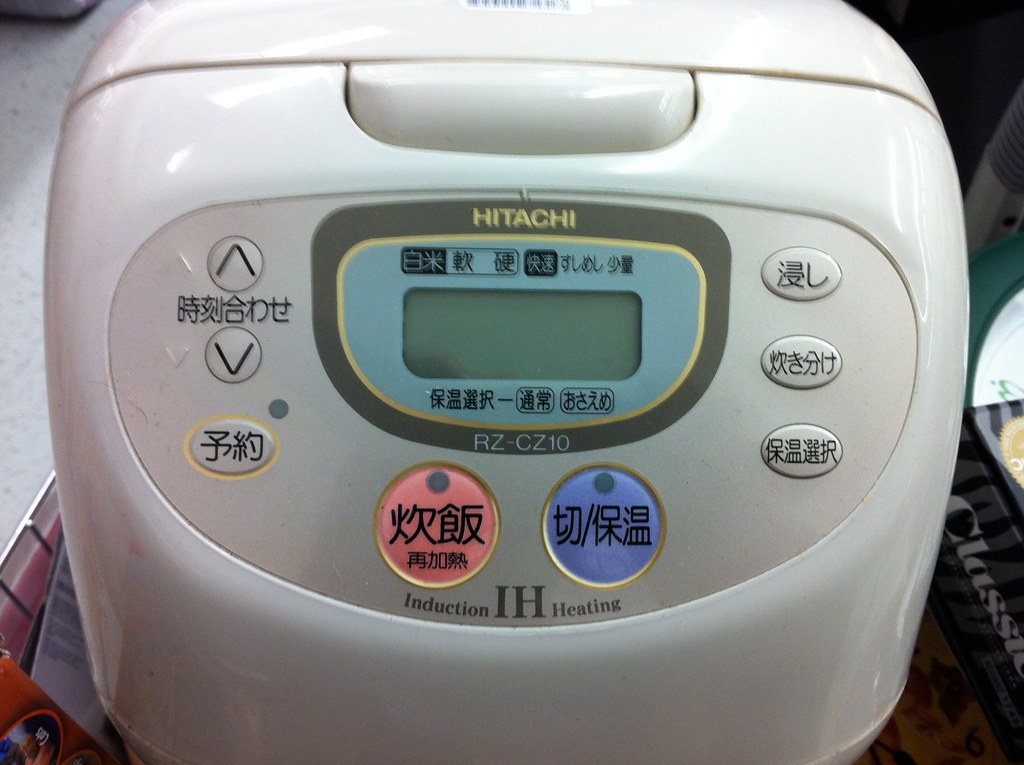 HITACHI
白米 軟 硬 快速 すしめし 少量
時刻合わせ
浸し
炊き分け
保温選択ー通常 おさえめ
予約
RZ-CZ10
保温選択
炊飯
再加熱
切/保温
Induction IH Heating
Classic
6